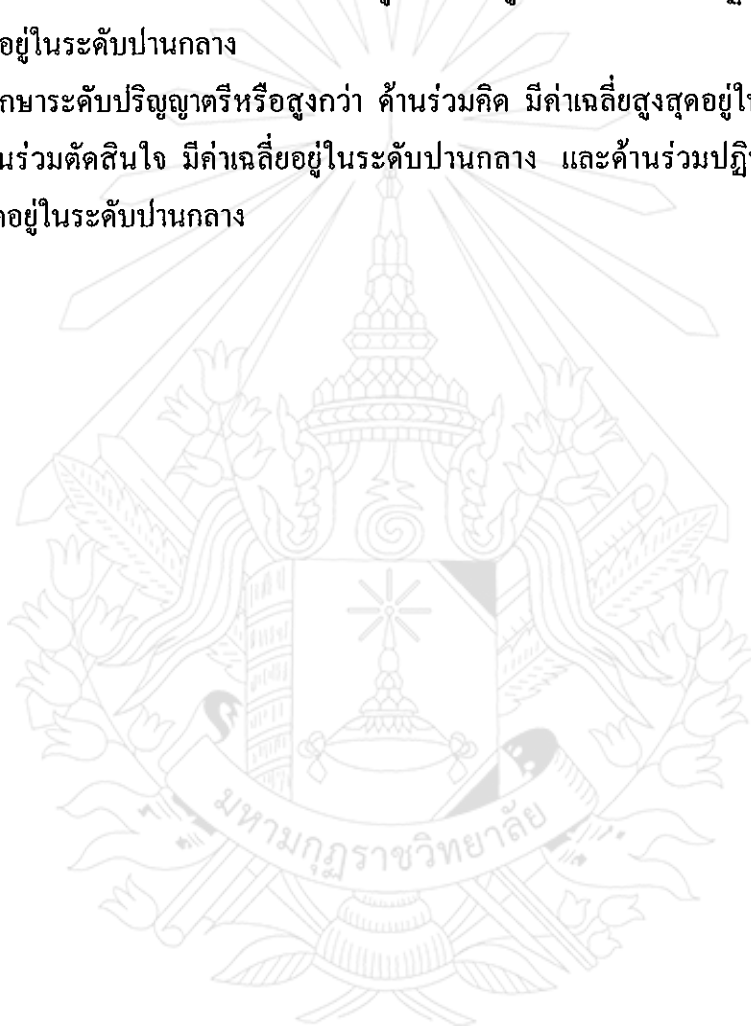 อยู่ในระดับปานกลาง
กษาระดับปริญญาตรีหรือสูงกว่า ด้านร่วมคิด มีค่าเฉลี่ยสูงสุดอยู่ใน
นร่วมตัดสินใจ มีค่าเฉลี่ยอยู่ในระดับปานกลาง และด้านร่วมปฏิ
อยู่ในระดับปานกลาง
มหามกุฏราชวิทยาลัย